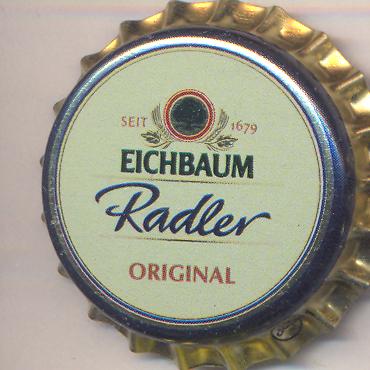 SEIT 1679
EICHBAUM
Radler
ORIGINAL